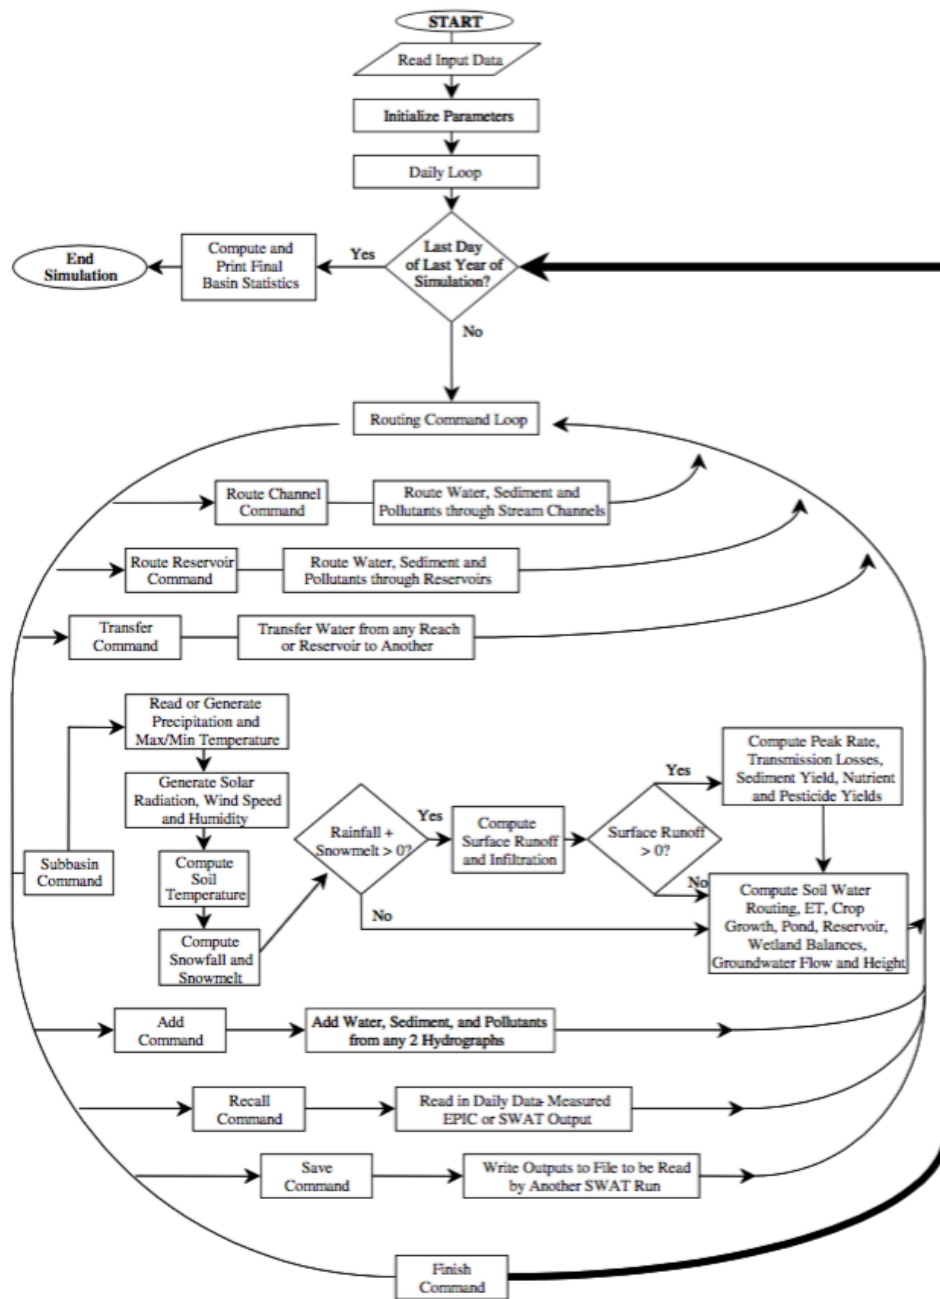 START
Read Input Data
Initialize Parameters
Daily Loop
Last Day
of Last Year of
Simulation?
Yes
Compute and
Print Final
Basin Statistics
End
Simulation
No
Routing Command Loop
Route Channel
Command
Route Water, Sediment and
Pollutants through Stream Channels
Route Reservoir
Command
Route Water, Sediment and
Pollutants through Reservoirs
Transfer
Command
Transfer Water from any Reach
or Reservoir to Another
Subbasin
Command
Read or Generate
Precipitation and
Max/Min Temperature
Generate Solar
Radiation, Wind Speed
and Humidity
Compute
Soil
Temperature
Compute
Snowfall and
Snowmelt
Rainfall +
Snowmelt > 0?
Yes
No
Compute
Surface Runoff
and Infiltration
Surface Runoff
> 0?
Yes
No
Compute Peak Rate,
Transmission Losses,
Sediment Yield, Nutrient
and Pesticide Yields
Compute Soil Water
Routing, ET, Crop
Growth, Pond, Reservoir,
Wetland Balances,
Groundwater Flow and Height
Add
Command
Add Water, Sediment, and Pollutants
from any 2 Hydrographs
Recall
Command
Read in Daily Data- Measured
EPIC or SWAT Output
Save
Command
Write Outputs to File to be Read
by Another SWAT Run
Finish
Command